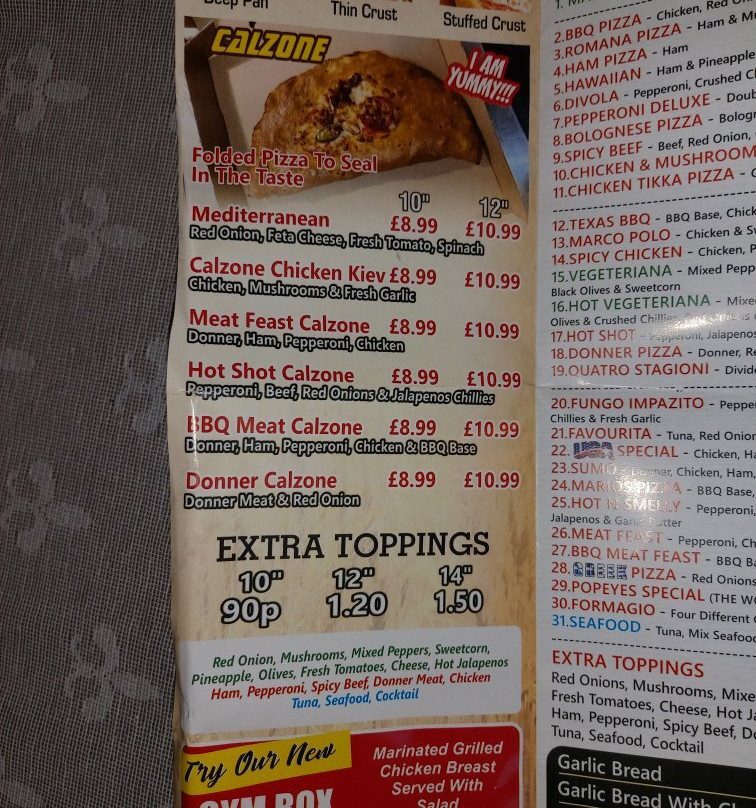 Deep Pan
Thin Crust
Stuffed Crust
CALZONE
I AM
YUMMY!!!
Folded Pizza To Seal
In The Taste
10" 12"
Mediterranean £8.99 £10.99
Red Onion, Feta Cheese, Fresh Tomato, Spinach
Calzone Chicken Kiev £8.99 £10.99
Chicken, Mushrooms & Fresh Garlic
Meat Feast Calzone £8.99 £10.99
Donner, Ham, Pepperoni, Chicken
Hot Shot Calzone £8.99 £10.99
Pepperoni, Beef, Red Onions & Jalapenos Chillies
BBQ Meat Calzone £8.99 £10.99
Donner, Ham, Pepperoni, Chicken & BBQ Base
Donner Calzone £8.99 £10.99
Donner Meat & Red Onion
EXTRA TOPPINGS
10" 12" 14"
90p 1.20 1.50
Red Onion, Mushrooms, Mixed Peppers, Sweetcorn,
Pineapple, Olives, Fresh Tomatoes, Cheese, Hot Jalapenos
Ham, Pepperoni, Spicy Beef, Donner Meat, Chicken
Tuna, Seafood, Cocktail
Try Our New
GYM BOX
Marinated Grilled
Chicken Breast
Served With
Salad
2.BBQ PIZZA - Chicken, Red
3.ROMANA PIZZA - Ham &
4.HAM PIZZA - Ham
5.HAWAIIAN - Ham & Pineapple
6.DIVOLA - Pepperoni, Crushed
7.PEPPERONI DELUXE -
8.BOLOGNESE PIZZA -
9.SPICY BEEF - Beef, Red Onion,
10.CHICKEN & MUSHROOM
11.CHICKEN TIKKA PIZZA -
12.TEXAS BBQ - BBQ Base,
13.MARCO POLO - Chicken &
14.SPICY CHICKEN - Chicken,
15.VEGETERIANA - Mixed
Black Olives & Sweetcorn
16.HOT VEGETERIANA -
Olives & Crushed
17.HOT SHOT - Pepperoni, Jalapenos
18.DONNER PIZZA - Donner,
19.QUATRO STAGIONI -
20.FUNGO IMPAZITO -
Chillies & Fresh Garlic
21.FAVOURITA - Tuna, Red Onion
22. SPECIAL - Chicken,
23.SUMO - Donner, Chicken, Ham,
24.MARIOS PIZZA - BBQ Base,
25.HOT N' SMELLY - Pepperoni,
Jalapenos & Garlic Butter
26.MEAT FEAST - Pepperoni,
27.BBQ MEAT FEAST - BBQ
28. PIZZA - Red Onions
29.POPEYES SPECIAL (THE
30.FORMAGIO - Four Different
31.SEAFOOD - Tuna, Mix Seafood
EXTRA TOPPINGS
Red Onions, Mushrooms,
Fresh Tomatoes, Cheese, Hot
Ham, Pepperoni, Spicy Beef,
Tuna, Seafood, Cocktail
Garlic Bread
Garlic Bread With